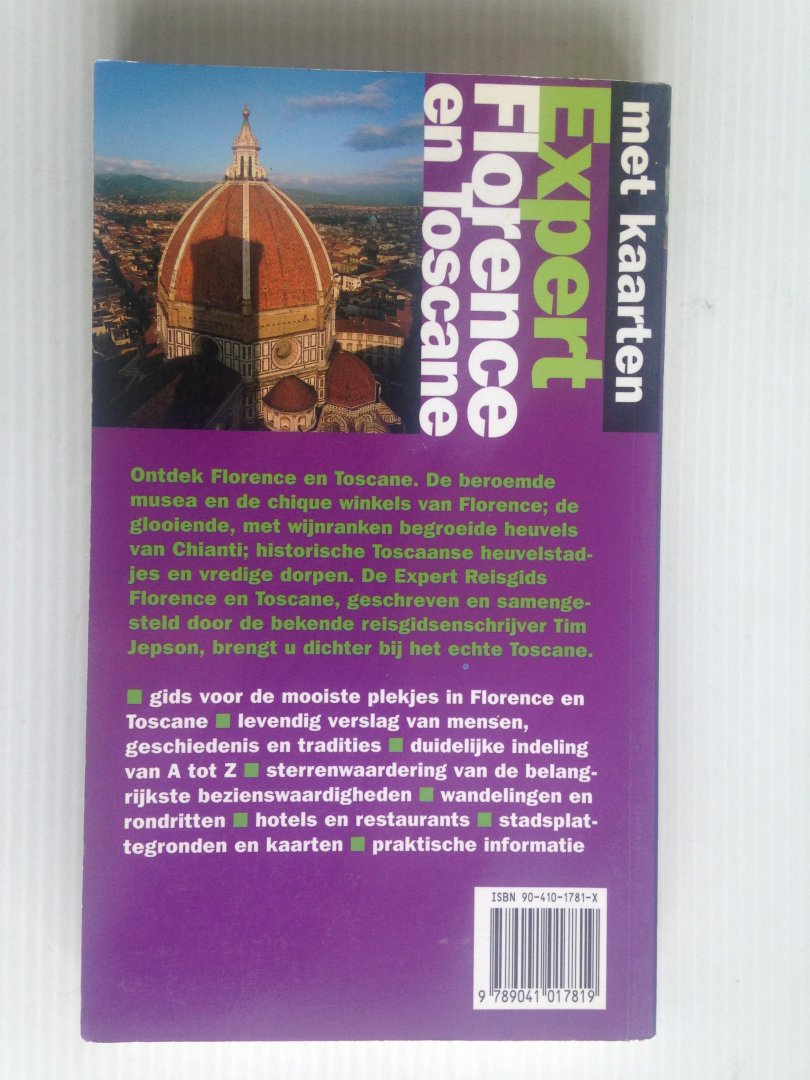 met kaarten
Expert
Florence
en Toscane
Ontdek Florence en Toscane. De beroemde
musea en de chique winkels van Florence; de
glooiende, met wijnranken begroeide heuvels
van Chianti; historische Toscaanse heuvelstad-
jes en vredige dorpen. De Expert Reisgids
Florence en Toscane, geschreven en samenge-
steld door de bekende reisgidsenschrijver Tim
Jepson, brengt u dichter bij het echte Toscane.
■ gids voor de mooiste plekjes in Florence en
Toscane ■ levendig verslag van mensen,
geschiedenis en tradities ■ duidelijke indeling
van A tot Z ■ sterrenwaardering van de belang-
rijkste bezienswaardigheden ■ wandelingen en
rondritten ■ hotels en restaurants ■ stadsplat-
tegronden en kaarten ■ praktische informatie
ISBN 90-410-1781-X
9 789041 017819